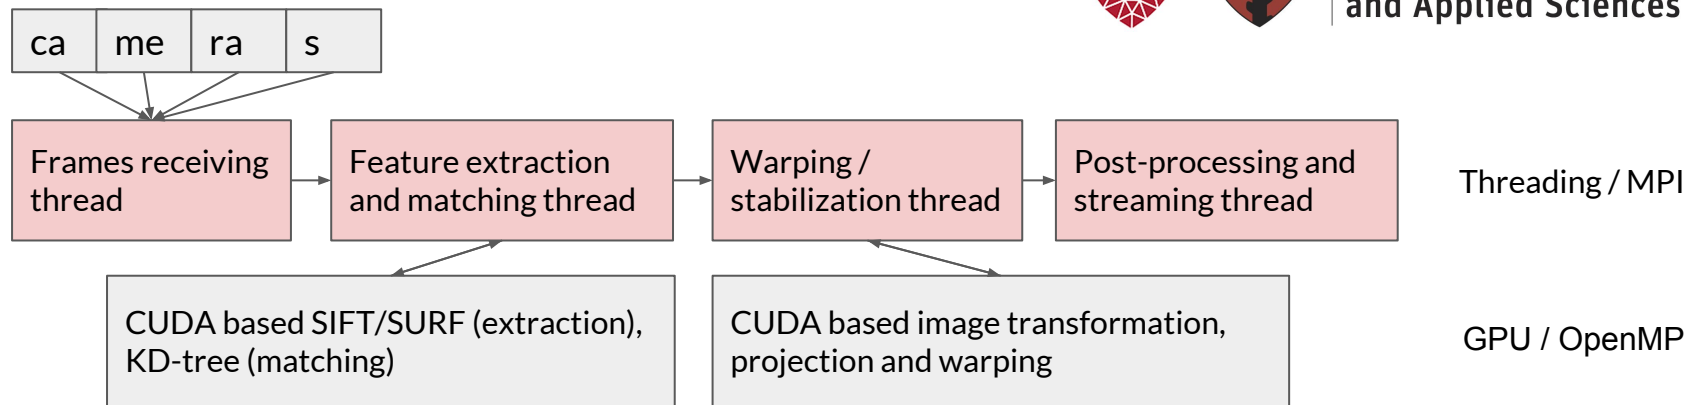 and Applied Sciences
ca me ra s
Frames receiving
thread
Feature extraction
and matching thread
Warping /
stabilization thread
Post-processing and
streaming thread
Threading / MPI
CUDA based SIFT/SURF (extraction),
KD-tree (matching)
CUDA based image transformation,
projection and warping
GPU / OpenMP